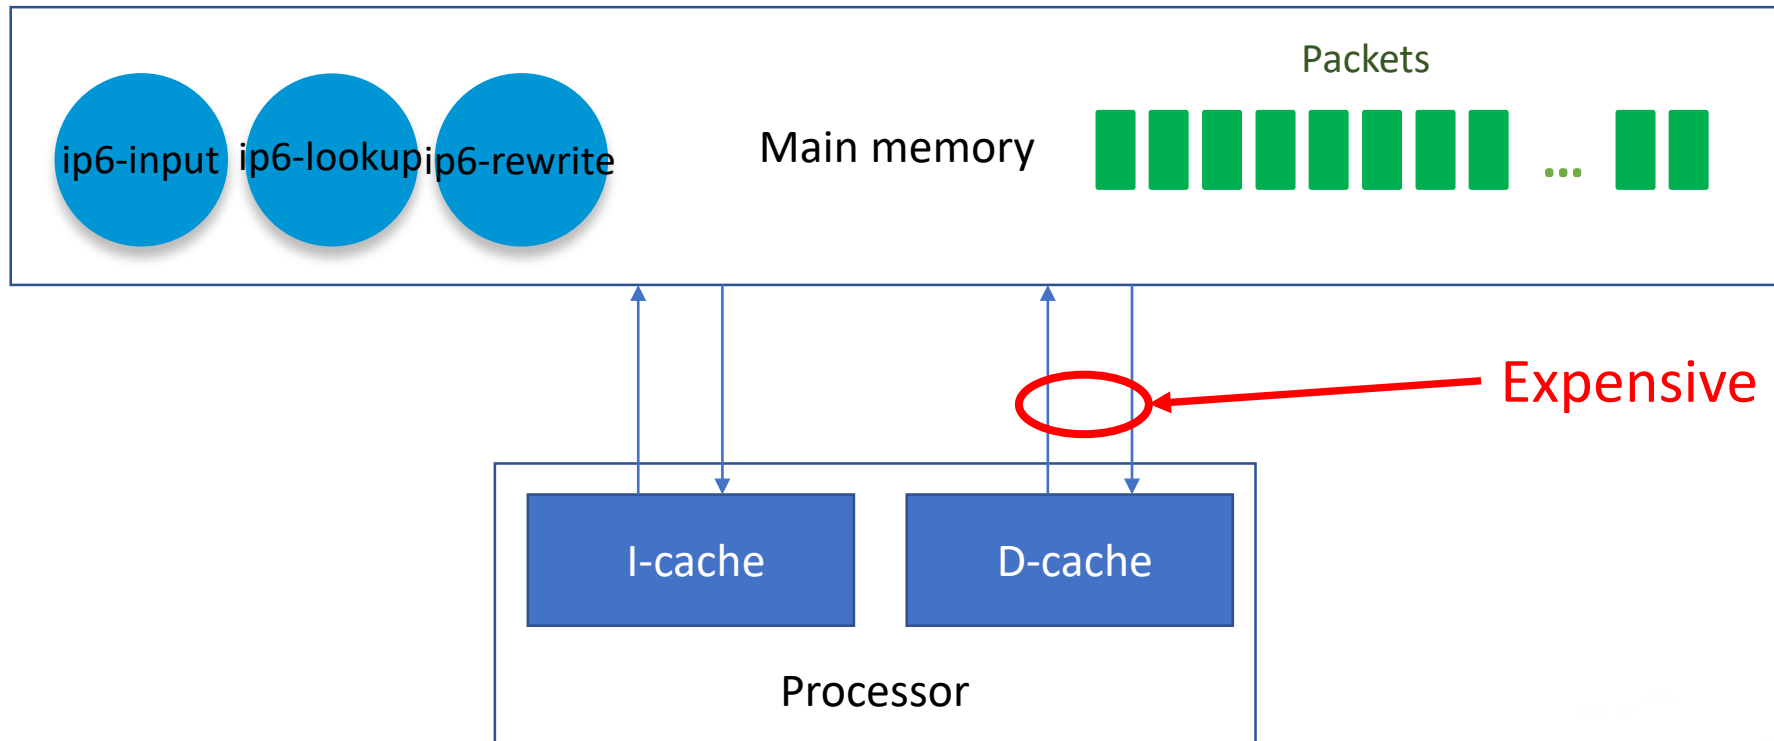 Packets
ip6-input
ip6-lookup
ip6-rewrite
Main memory
...
Expensive
I-cache
D-cache
Processor